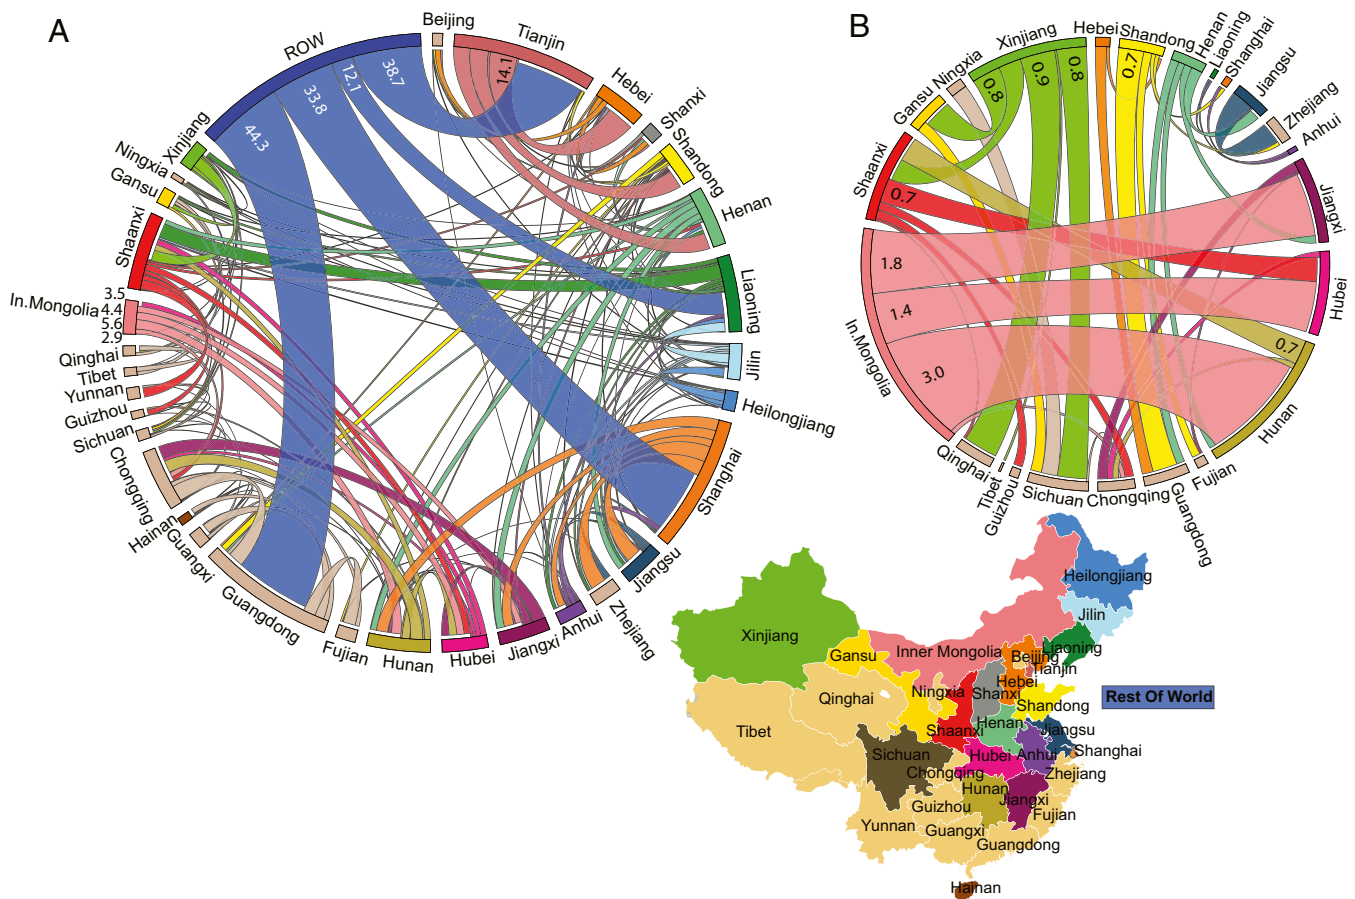 A
ROW
Beijing
Tianjin
Hebei
Shanxi
Shandong
Henan
Liaoning
Jilin
Heilongjiang
Shanghai
Jiangsu
Zhejiang
Anhui
Jiangxi
Hubei
Hunan
Fujian
Guangdong
Guangxi
Hainan
Chongqing
Sichuan
Guizhou
Yunnan
Tibet
Qinghai
In.Mongolia
Shaanxi
Gansu
Ningxia
Xinjiang
44.3
33.8
12.1
38.7
14.1
3.5
4.4
5.6
2.9
B
Xinjiang
Hebei
Shandong
Henan
Liaoning
Shanghai
Jiangsu
Zhejiang
Anhui
Jiangxi
Hubei
Hunan
Fujian
Guangdong
Chongqing
Sichuan
Guizhou
Tibet
Qinghai
In.Mongolia
Shaanxi
Gansu
Ningxia
0.8
0.9
0.8
0.7
0.7
1.8
1.4
3.0
0.7
Heilongjiang
Jilin
Liaoning
Xinjiang
Gansu
Inner Mongolia
Beijing
Tianjin
Hebei
Qinghai
Ningxia
Shanxi
Shandong
Rest Of World
Tibet
Shaanxi
Henan
Jiangsu
Sichuan
Hubei
Anhui
Shanghai
Chongqing
Zhejiang
Hunan
Guizhou
Jiangxi
Fujian
Yunnan
Guangxi
Guangdong
Hainan